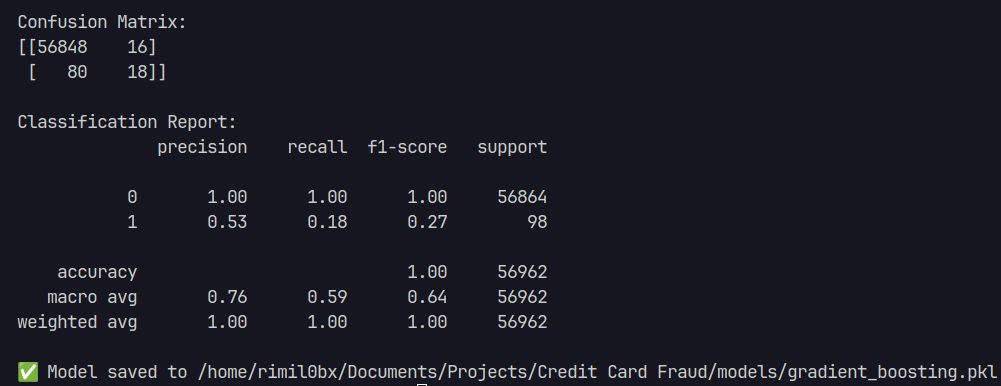 Confusion Matrix:
[[56848    16]
 [   80    18]]
Classification Report:
              precision    recall  f1-score   support
           0       1.00      1.00      1.00     56864
           1       0.53      0.18      0.27        98
    accuracy                           1.00     56962
   macro avg       0.76      0.59      0.64     56962
weighted avg       1.00      1.00      1.00     56962
✅ Model saved to /home/rimil0bx/Documents/Projects/Credit Card Fraud/models/gradient_boosting.pkl